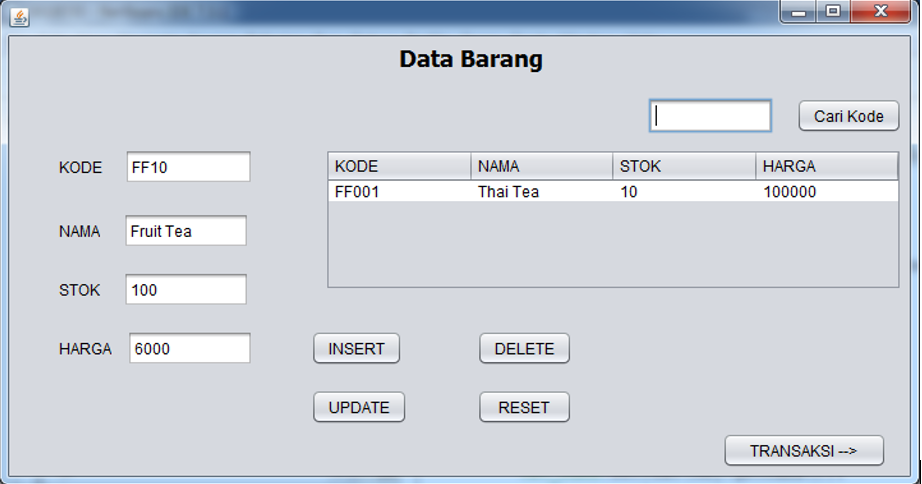 Data Barang
Cari Kode
KODE FF10
NAMA Fruit Tea
STOK 100
HARGA 6000
KODE NAMA STOK HARGA
FF001 Thai Tea 10 100000
INSERT DELETE
UPDATE RESET
TRANSAKSI -->